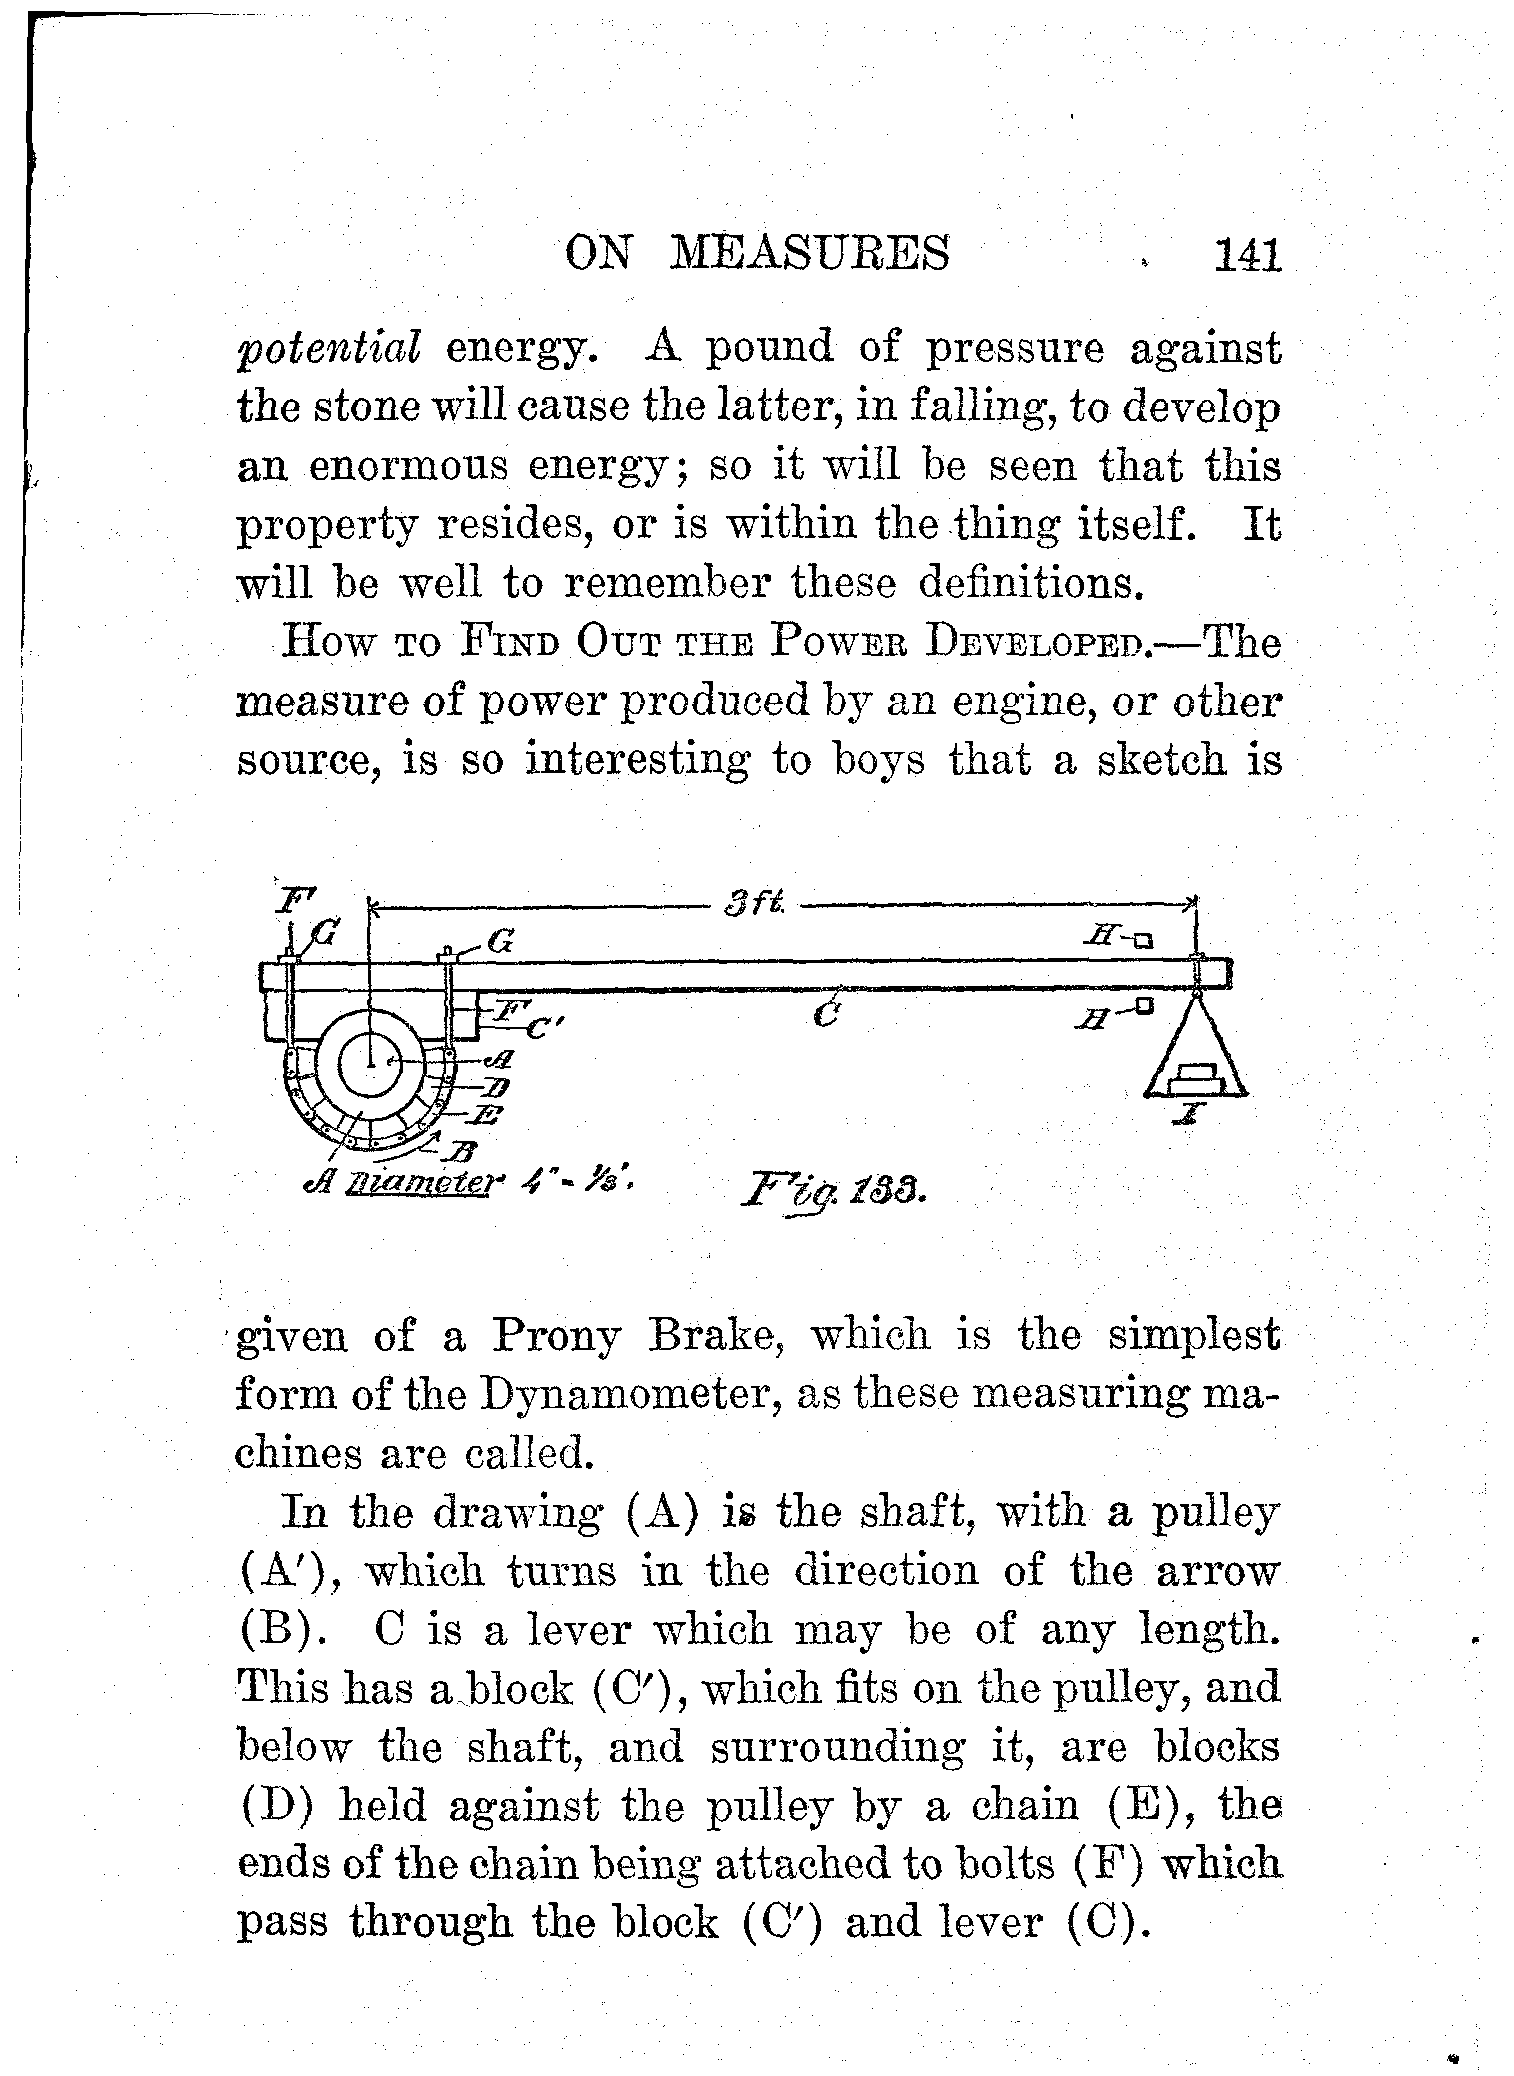 ON MEASURES 141
potential energy. A pound of pressure against
the stone will cause the latter, in falling, to develop
an enormous energy; so it will be seen that this
property resides, or is within the thing itself. It
will be well to remember these definitions.
How to Find Out the Power Developed.—The
measure of power produced by an engine, or other
source, is so interesting to boys that a sketch is
3ft.
F
G
G
H
H
F
C'
C
A
D
E
I
B
A Diameter 4" = ⅓'.
Fig. 133.
given of a Prony Brake, which is the simplest
form of the Dynamometer, as these measuring ma-
chines are called.
In the drawing (A) is the shaft, with a pulley
(A′), which turns in the direction of the arrow
(B). C is a lever which may be of any length.
This has a block (C′), which fits on the pulley, and
below the shaft, and surrounding it, are blocks
(D) held against the pulley by a chain (E), the
ends of the chain being attached to bolts (F) which
pass through the block (C′) and lever (C).